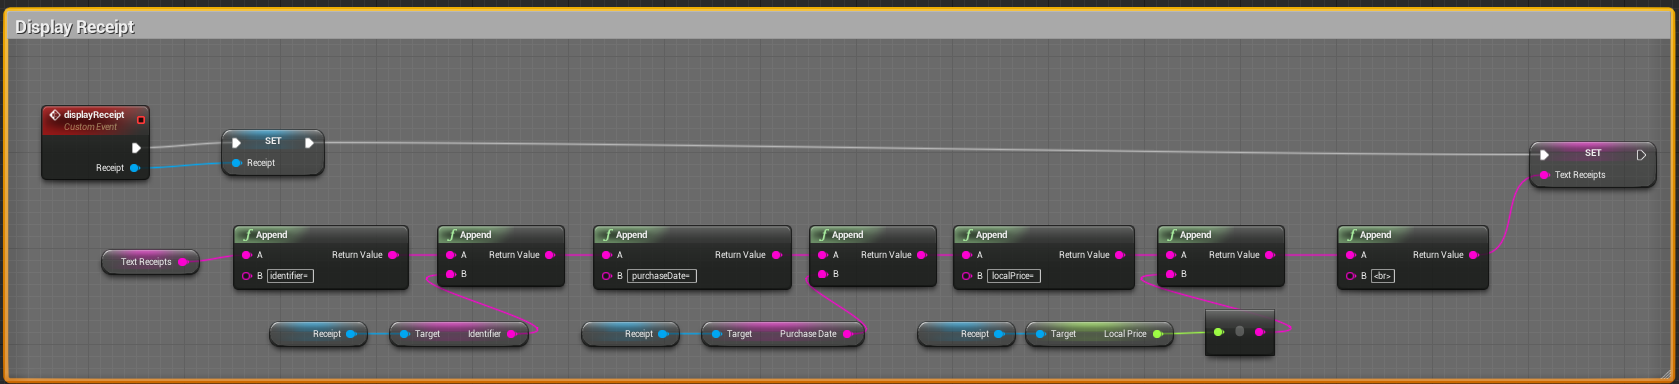 Display Receipt
displayReceipt
Custom Event
Receipt
SET
Receipt
SET
Text Receipts
Text Receipts
Append
A
Return Value
B identifier=
Append
A
Return Value
B
Append
A
Return Value
B purchaseDate=
Append
A
Return Value
B
Append
A
Return Value
B localPrice=
Append
A
Return Value
B
Append
A
Return Value
B <br>
Receipt
Target Identifier
Receipt
Target Purchase Date
Receipt
Target Local Price